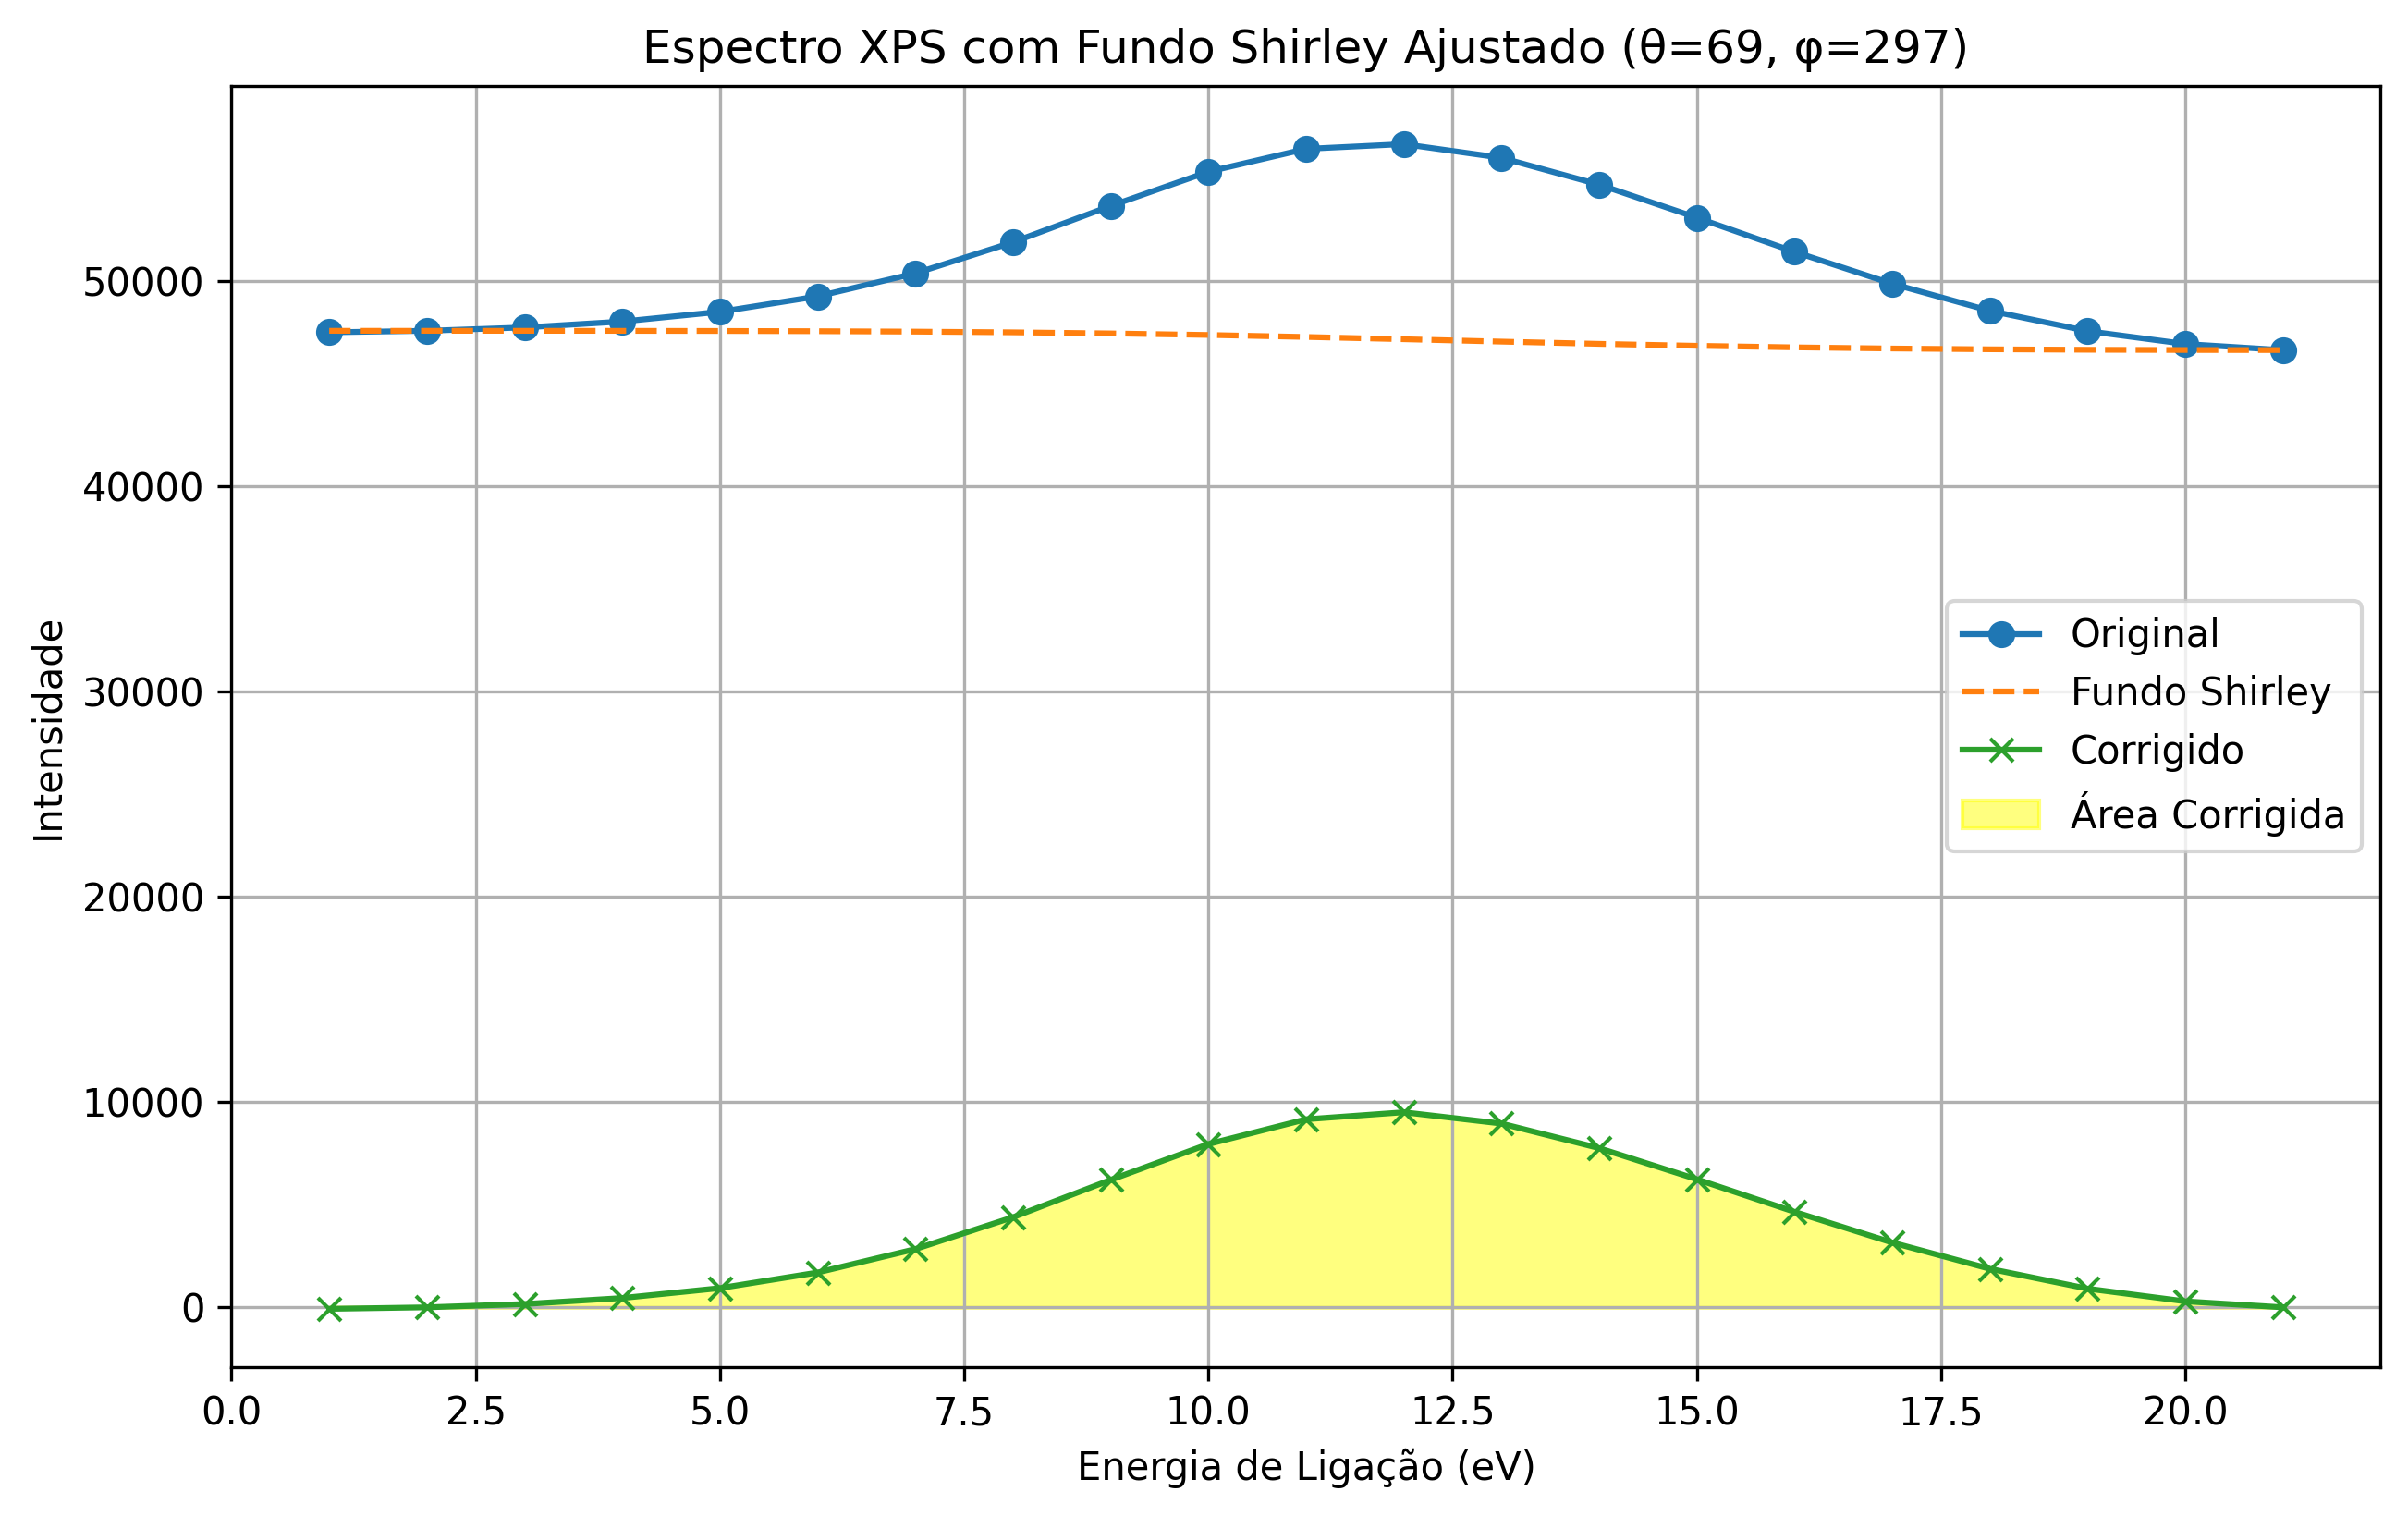 Espectro XPS com Fundo Shirley Ajustado (θ=69, φ=297)
Intensidade
50000
40000
30000
20000
10000
0
Original
Fundo Shirley
Corrigido
Área Corrigida
0.0 2.5 5.0 7.5 10.0 12.5 15.0 17.5 20.0
Energia de Ligação (eV)